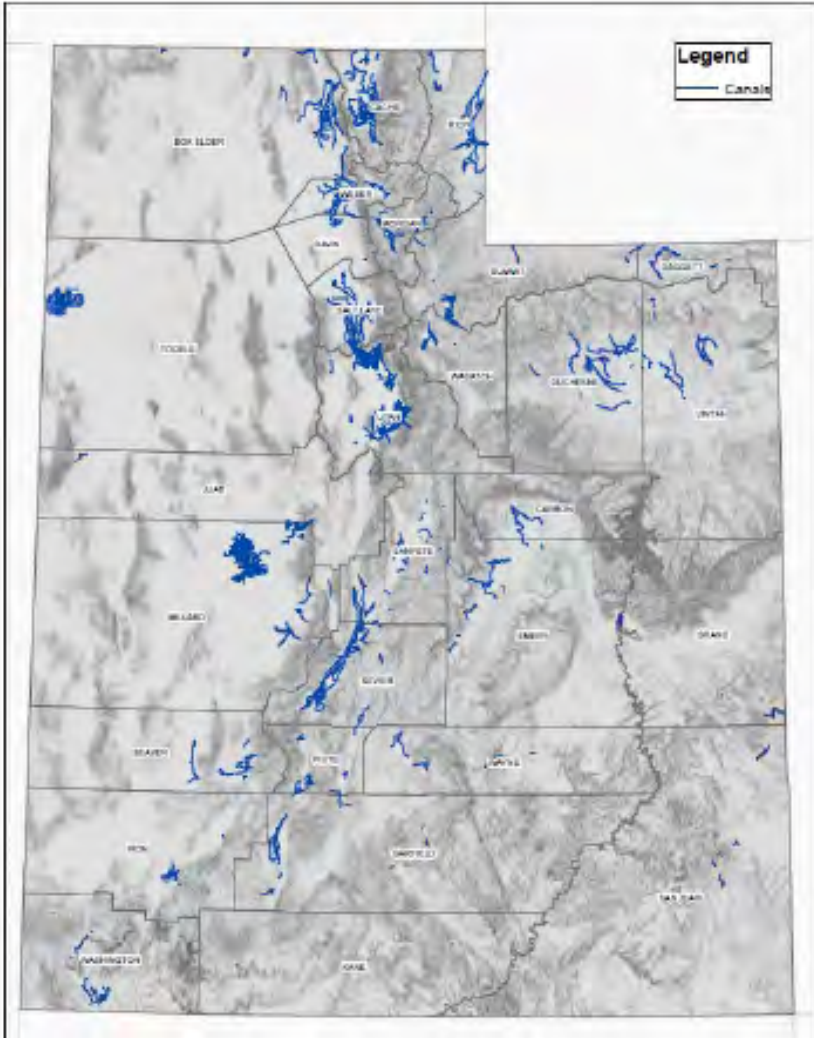 Legend
Canals
CACHE
RICH
BOX ELDER
WEBER
MORGAN
DAVIS
SUMMIT
DAGGETT
SALT LAKE
TOOELE
WASATCH
DUCHESNE
UINTAH
UTAH
JUAB
CARBON
SANPETE
MILLARD
EMERY
GRAND
SEVIER
BEAVER
PIUTE
WAYNE
IRON
GARFIELD
SAN JUAN
WASHINGTON
KANE